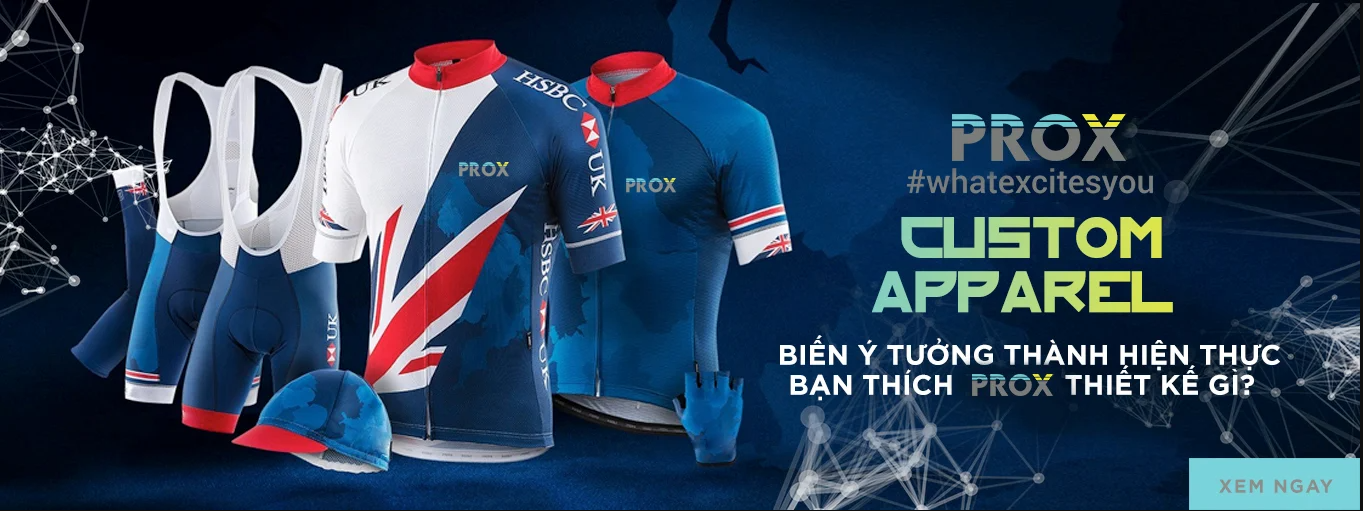 UK
HSBC
UK
PROX
PROX
HSBC
UK
UK
PROX
#whatexcitesyou
CUSTOM
APPAREL
BIẾN Ý TƯỞNG THÀNH HIỆN THỰC
BẠN THÍCH PROX THIẾT KẾ GÌ?
XEM NGAY